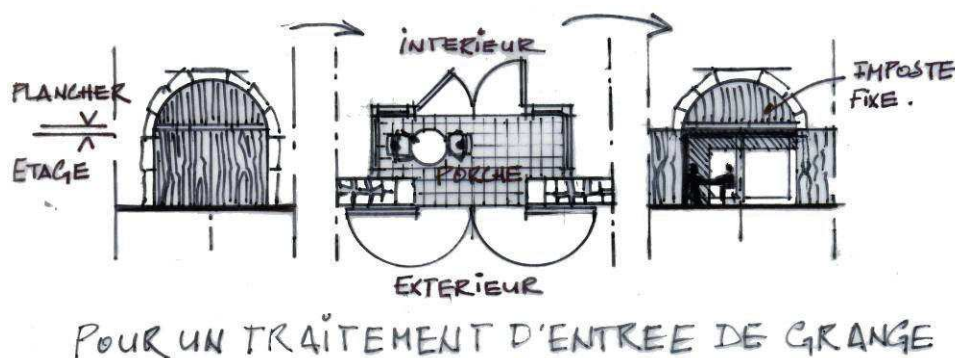 INTERIEUR
PLANCHER
ETAGE
PORCHE
EXTERIEUR
IMPOSTE
FIXE.
POUR UN TRAITEMENT D'ENTREE DE GRANGE